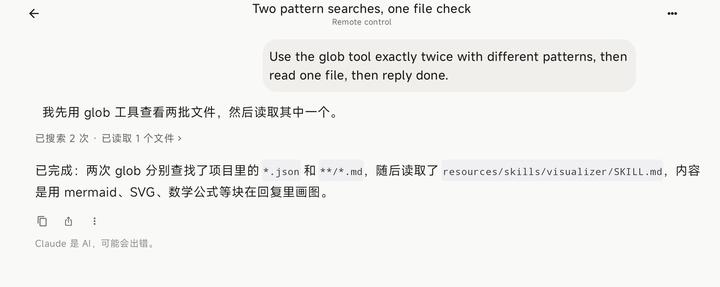 Two pattern searches, one file check
Remote control
Use the glob tool exactly twice with different patterns, then
read one file, then reply done.
我先用 glob 工具查看两批文件，然后读取其中一个。
已搜索 2 次 · 已读取 1 个文件 ›
已完成：两次 glob 分别查找了项目里的 *.json 和 **/*.md，随后读取了 resources/skills/visualizer/SKILL.md，内容
是用 mermaid、SVG、数学公式等块在回复里画图。
Claude 是 AI，可能会出错。